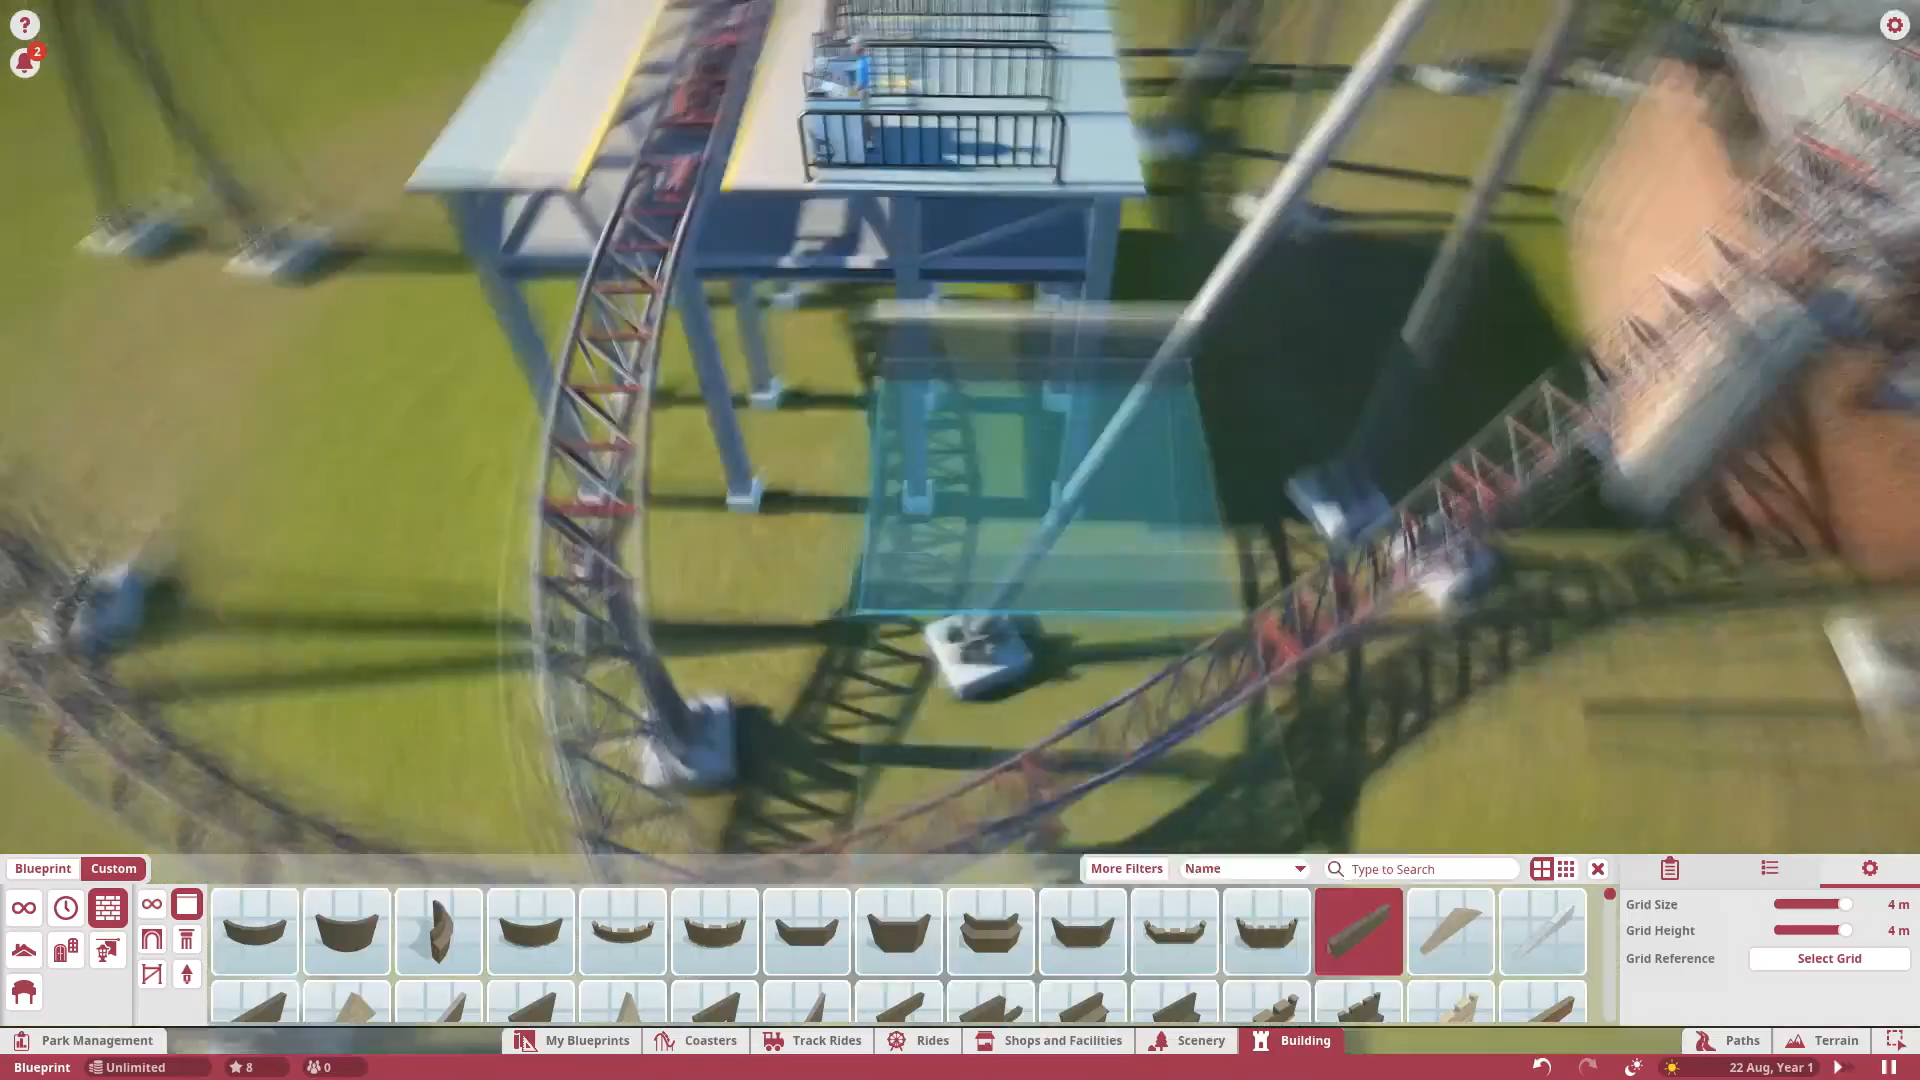 ?
2
Blueprint
Custom
More Filters
Name
Type to Search
Grid Size
4 m
Grid Height
4 m
Grid Reference
Select Grid
Park Management
My Blueprints
Coasters
Track Rides
Rides
Shops and Facilities
Scenery
Building
Paths
Terrain
Blueprint
Unlimited
8
0
22 Aug, Year 1